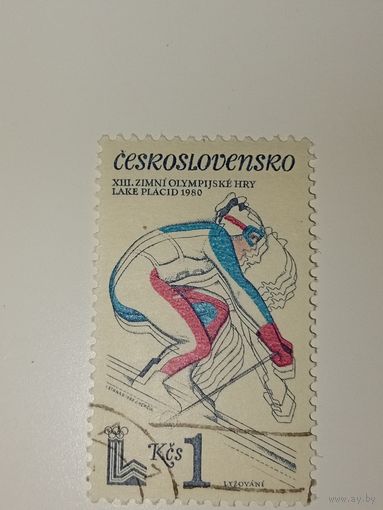 ČESKOSLOVENSKO
XIII. ZIMNÍ OLYMPIJSKÉ HRY
LAKE PLACID 1980
Kčs 1
LYŽOVÁNÍ
www.ay.by